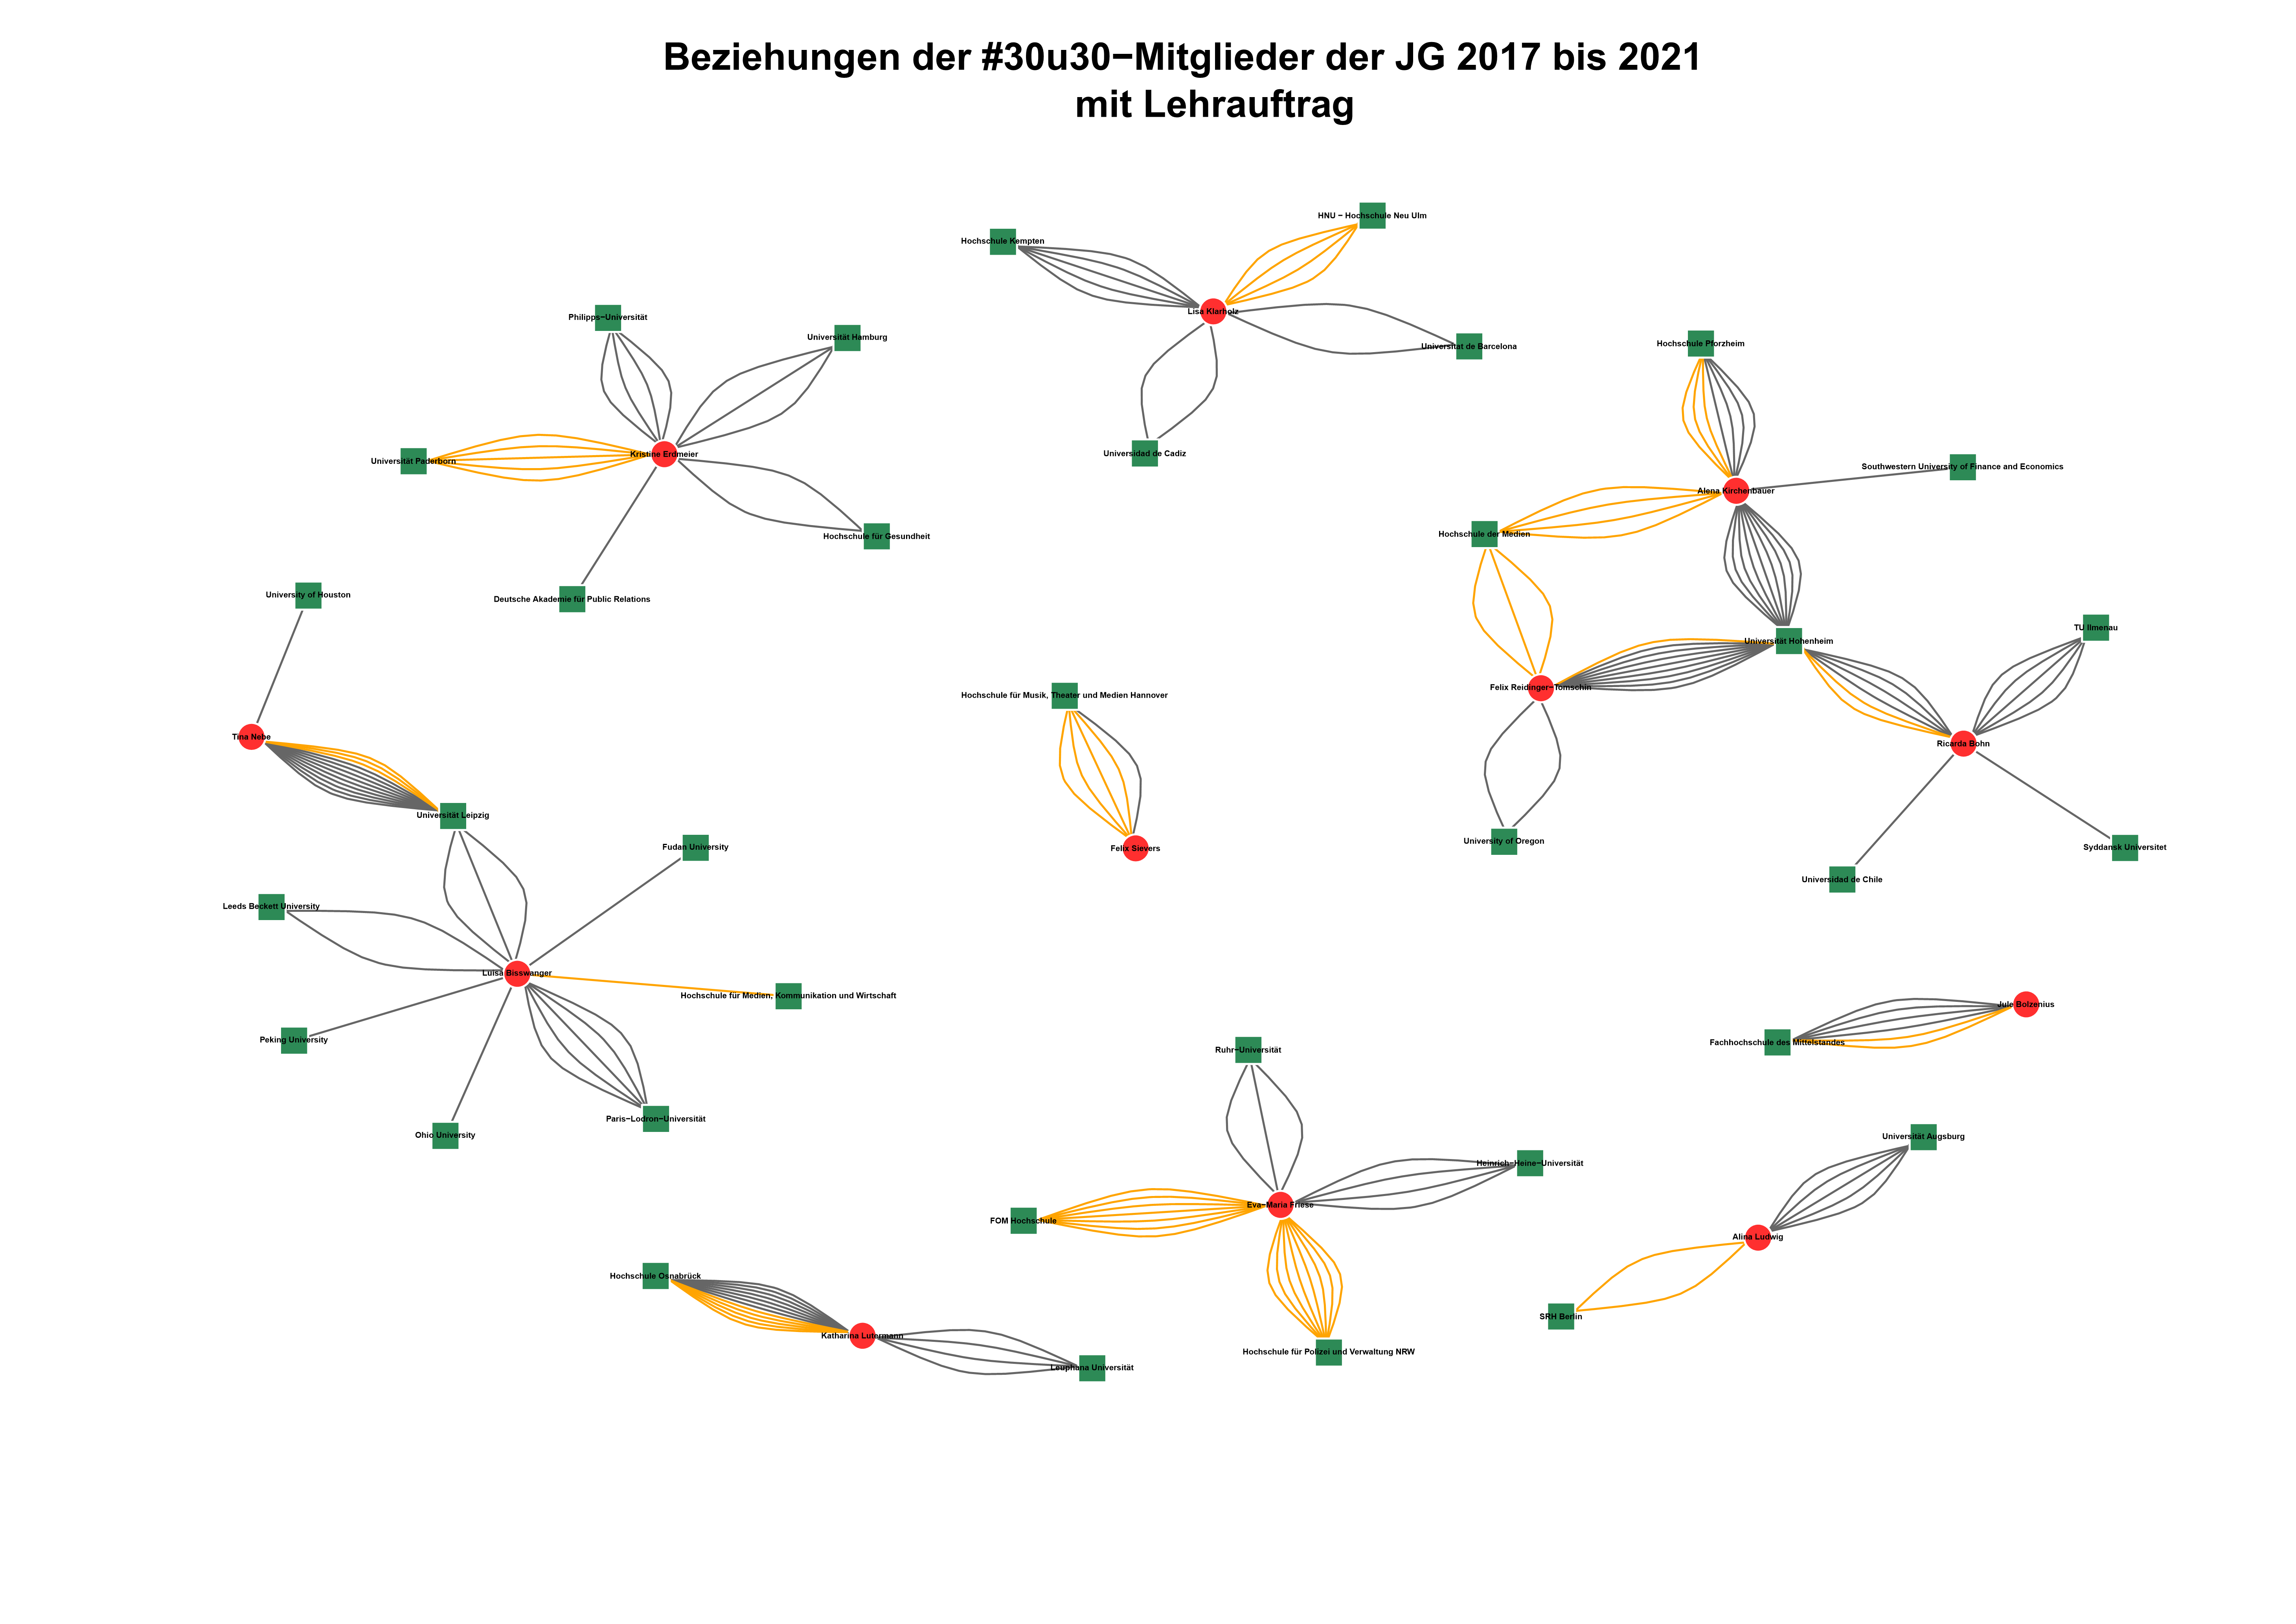 Beziehungen der #30u30−Mitglieder der JG 2017 bis 2021
mit Lehrauftrag
HNU − Hochschule Neu Ulm
Hochschule Kempten
Lisa Klarholz
Philipps−Universität
Universität Hamburg
Hochschule Pforzheim
Universitat de Barcelona
Universidad de Cadiz
Kristine Erdmeier
Universität Paderborn
Southwestern University of Finance and Economics
Alena Kirchenbauer
Hochschule der Medien
Hochschule für Gesundheit
University of Houston
Deutsche Akademie für Public Relations
TU Ilmenau
Universität Hohenheim
Felix Reidinger−Tomschin
Hochschule für Musik, Theater und Medien Hannover
Tina Nebe
Ricarda Bohn
Universität Leipzig
University of Oregon
Fudan University
Felix Sievers
Syddansk Universitet
Universidad de Chile
Leeds Beckett University
Luisa Bisswanger
Hochschule für Medien, Kommunikation und Wirtschaft
Jule Bolzenius
Peking University
Fachhochschule des Mittelstandes
Ruhr−Universität
Paris−Lodron−Universität
Ohio University
Universität Augsburg
Heinrich−Heine−Universität
Eva−Maria Friese
FOM Hochschule
Alina Ludwig
Hochschule Osnabrück
SRH Berlin
Katharina Lutermann
Hochschule für Polizei und Verwaltung NRW
Leuphana Universität